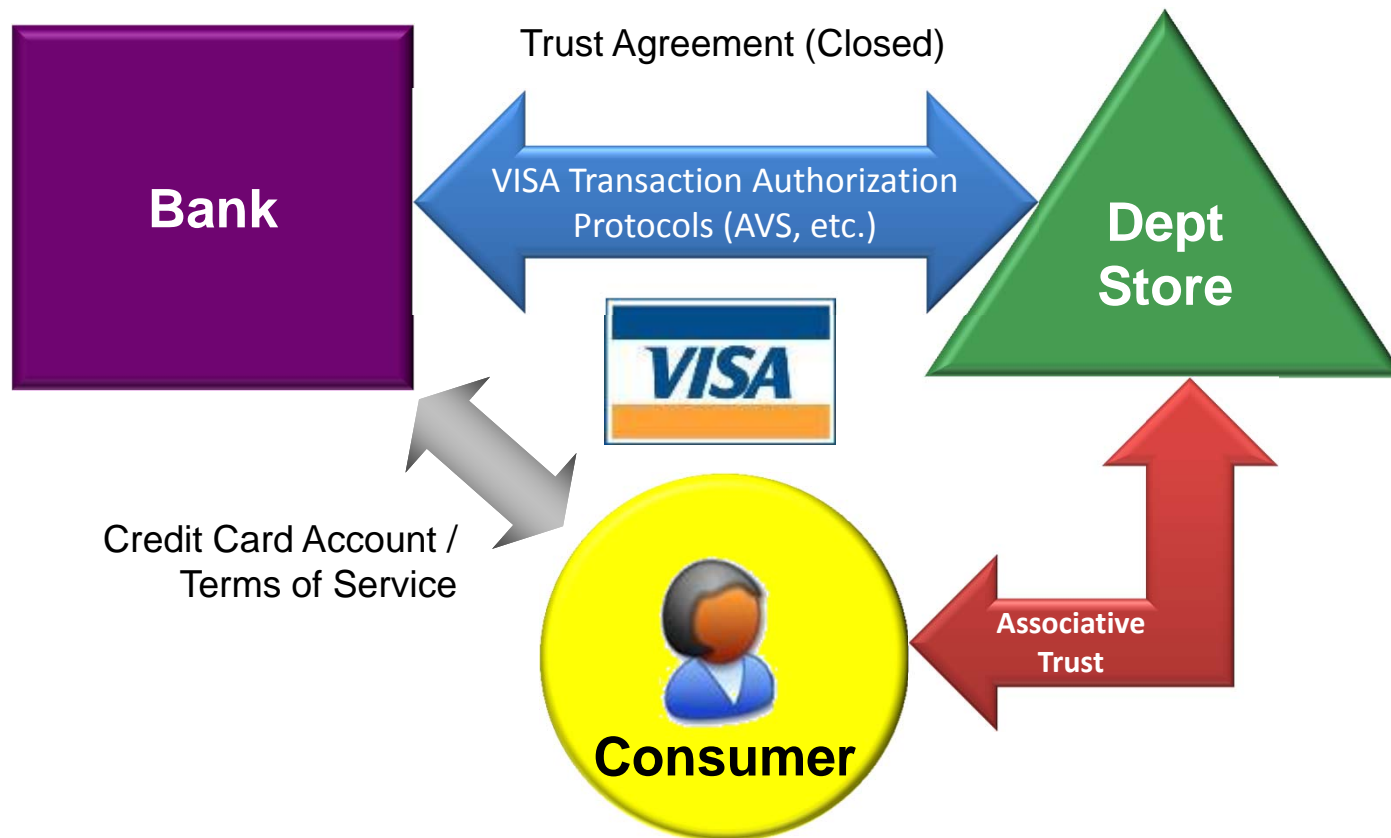 Trust Agreement (Closed)
Bank
VISA Transaction Authorization
Protocols (AVS, etc.)
Dept
Store
VISA
Credit Card Account /
Terms of Service
Associative
Trust
Consumer